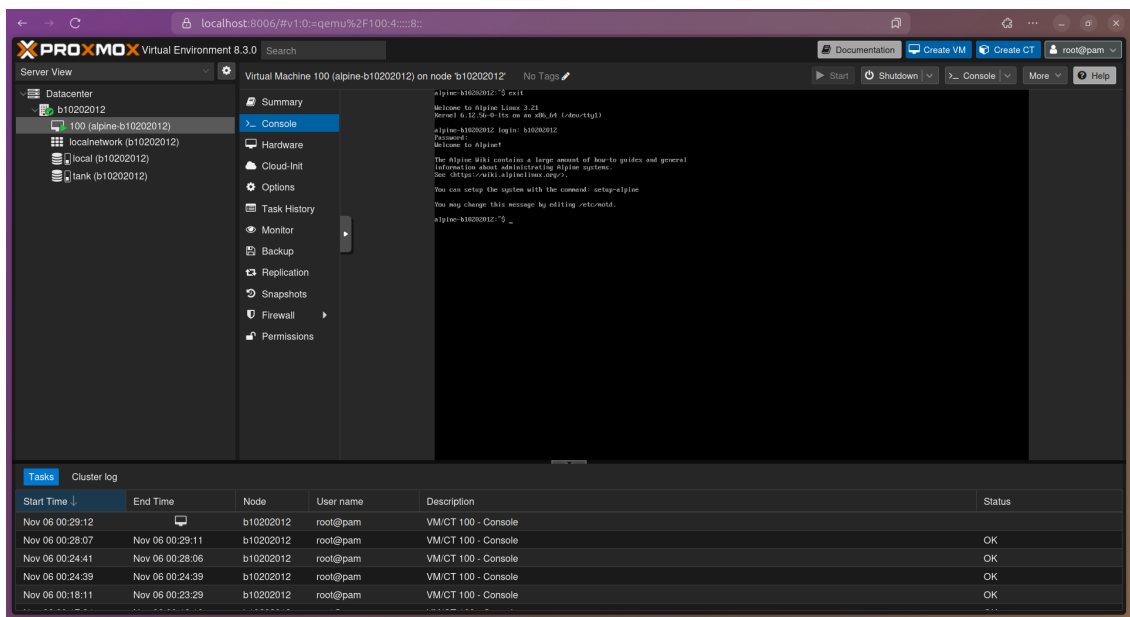 localhost:8006/#v1:0:=qemu%2F100:4:::::8::
PROXMOX Virtual Environment 8.3.0 Search
Documentation Create VM Create CT root@pam
Server View
Virtual Machine 100 (alpine-b10202012) on node 'b10202012' No Tags
Start Shutdown Console More Help
Datacenter
b10202012
100 (alpine-b10202012)
localnetwork (b10202012)
local (b10202012)
tank (b10202012)
Summary
Console
Hardware
Cloud-Init
Options
Task History
Monitor
Backup
Replication
Snapshots
Firewall
Permissions
alpine-b10202012:~$ exit
Welcome to Alpine Linux 3.21
Kernel 6.12.56-0-lts on an x86_64 (/dev/tty1)
alpine-b10202012 login: b10202012
Password:
Welcome to Alpine!
The Alpine Wiki contains a large amount of how-to guides and general
information about administrating Alpine systems.
See <https://wiki.alpinelinux.org/>.
You can setup the system with the command: setup-alpine
You may change this message by editing /etc/motd.
alpine-b10202012:~$ _
Tasks Cluster log
Start Time End Time Node User name Description Status
Nov 06 00:29:12 b10202012 root@pam VM/CT 100 - Console
Nov 06 00:28:07 Nov 06 00:29:11 b10202012 root@pam VM/CT 100 - Console OK
Nov 06 00:24:41 Nov 06 00:28:06 b10202012 root@pam VM/CT 100 - Console OK
Nov 06 00:24:39 Nov 06 00:24:39 b10202012 root@pam VM/CT 100 - Console OK
Nov 06 00:18:11 Nov 06 00:23:29 b10202012 root@pam VM/CT 100 - Console OK